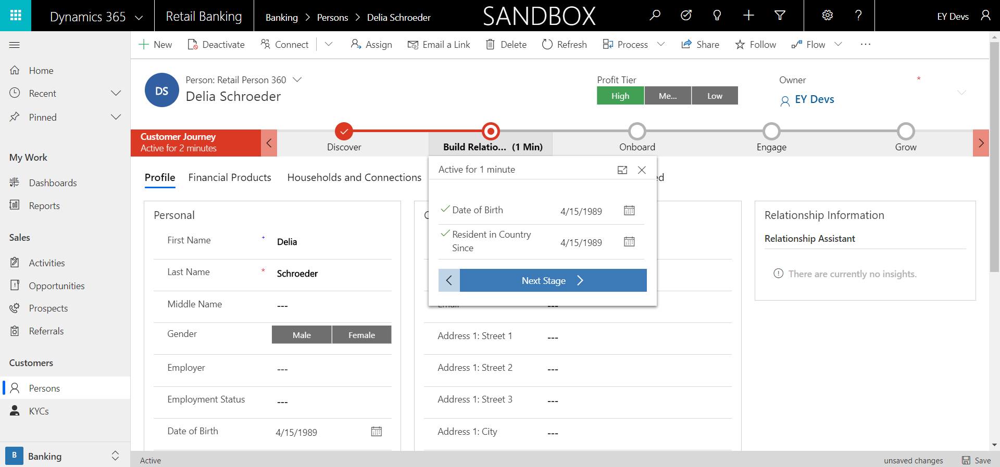 Dynamics 365
Retail Banking
Banking > Persons > Delia Schroeder
SANDBOX
?
EY Devs
New
Deactivate
Connect
Assign
Email a Link
Delete
Refresh
Process
Share
Follow
Flow
...
Home
Recent
Pinned
My Work
Dashboards
Reports
Sales
Activities
Opportunities
Prospects
Referrals
Customers
Persons
KYCs
B
Banking
DS
Person: Retail Person 360
Delia Schroeder
Profit Tier
High
Me...
Low
Owner
*
EY Devs
Customer Journey
Active for 2 minutes
Discover
Build Relatio... (1 Min)
Onboard
Engage
Grow
Profile
Financial Products
Households and Connections
ed
Active for 1 minute
Date of Birth
4/15/1989
Resident in Country
Since
4/15/1989
Next Stage
Personal
First Name
+
Delia
Last Name
*
Schroeder
Middle Name
---
Gender
Male
Female
Employer
---
Employment Status
---
Date of Birth
4/15/1989
Email
---
Address 1: Street 1
---
Address 1: Street 2
---
Address 1: Street 3
---
Address 1: City
---
Relationship Information
Relationship Assistant
There are currently no insights.
Active
unsaved changes
Save